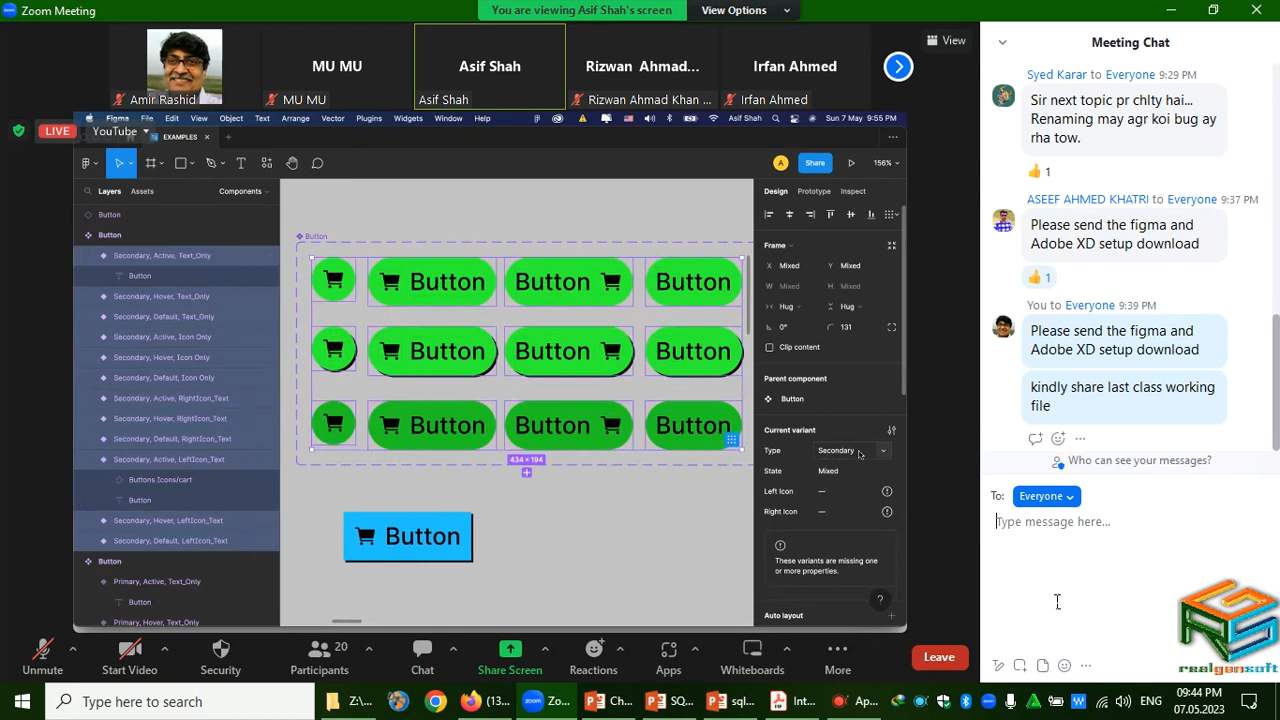 Zoom Meeting
You are viewing Asif Shah's screen
View Options
Amir Rashid
MU MU
MU MU
Asif Shah
Asif Shah
Rizwan Ahmad...
Rizwan Ahmad Khan ...
Irfan Ahmed
Irfan Ahmed
View
LIVE
YouTube
Figma File Edit View Object Text Arrange Vector Plugins Widgets Window Help
Asif Shah
Sun 7 May 9:55 PM
EXAMPLES
A
Share
156%
Layers Assets
Components
Button
Button
Secondary, Active, Text_Only
Button
Secondary, Hover, Text_Only
Secondary, Default, Text_Only
Secondary, Active, Icon Only
Secondary, Hover, Icon Only
Secondary, Default, Icon Only
Secondary, Active, RightIcon_Text
Secondary, Hover, RightIcon_Text
Secondary, Default, RightIcon_Text
Secondary, Active, LeftIcon_Text
Buttons Icons/cart
Button
Secondary, Hover, LeftIcon_Text
Secondary, Default, LeftIcon_Text
Button
Primary, Active, Text_Only
Button
Primary, Hover, Text_Only
Button
Button Button Button
Button Button Button
Button Button Button
434 × 194
Button
Design Prototype Inspect
Frame
X Mixed Y Mixed
W Mixed H Mixed
Hug Hug
0° 131
Clip content
Parent component
Button
Current variant
Type Secondary
State Mixed
Left Icon —
Right Icon —
These variants are missing one
or more properties.
Auto layout
?
Meeting Chat
Syed Karar to Everyone 9:29 PM
Sir next topic pr chlty hai...
Renaming may agr koi bug ay
rha tow.
1
ASEEF AHMED KHATRI to Everyone 9:37 PM
Please send the figma and
Adobe XD setup download
1
You to Everyone 9:39 PM
Please send the figma and
Adobe XD setup download
kindly share last class working
file
Who can see your messages?
To: Everyone
Type message here...
realgensoft
Unmute
Start Video
Security
20
Participants
Chat
Share Screen
Reactions
Apps
Whiteboards
More
Leave
Type here to search
Z:\...
(13...
Zo...
Ch...
SQ...
sql...
Int...
Ap...
ENG
09:44 PM
07.05.2023